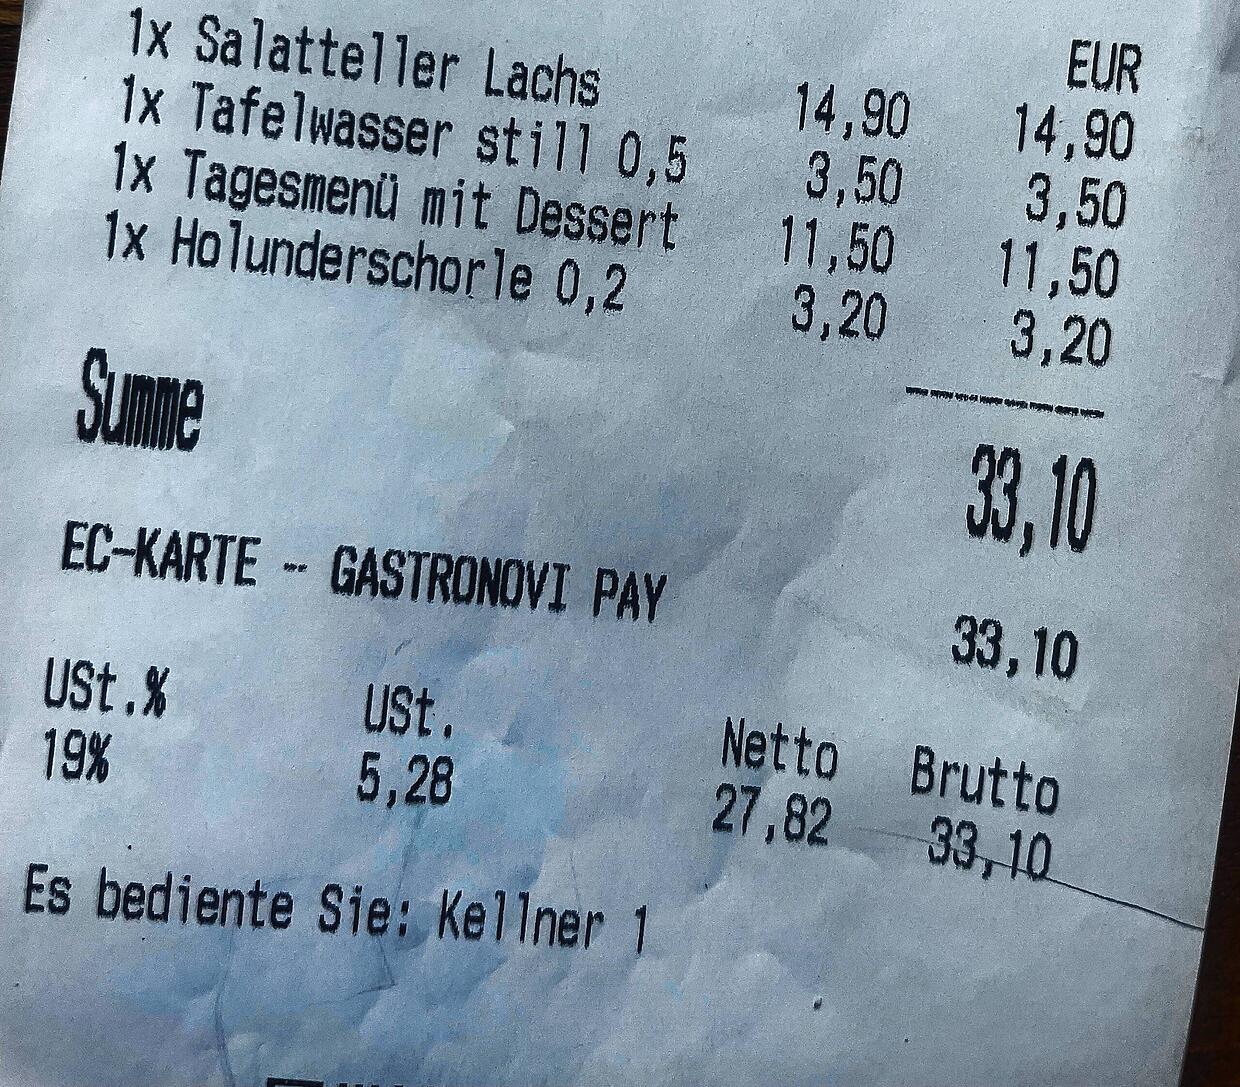 EUR
1x Salatteller Lachs 14,90 14,90
1x Tafelwasser still 0,5 3,50 3,50
1x Tagesmenü mit Dessert 11,50 11,50
1x Holunderschorle 0,2 3,20 3,20
Summe 33,10
EC-KARTE - GASTRONOVI PAY 33,10
USt.% USt. Netto Brutto
19% 5,28 27,82 33,10
Es bediente Sie: Kellner 1